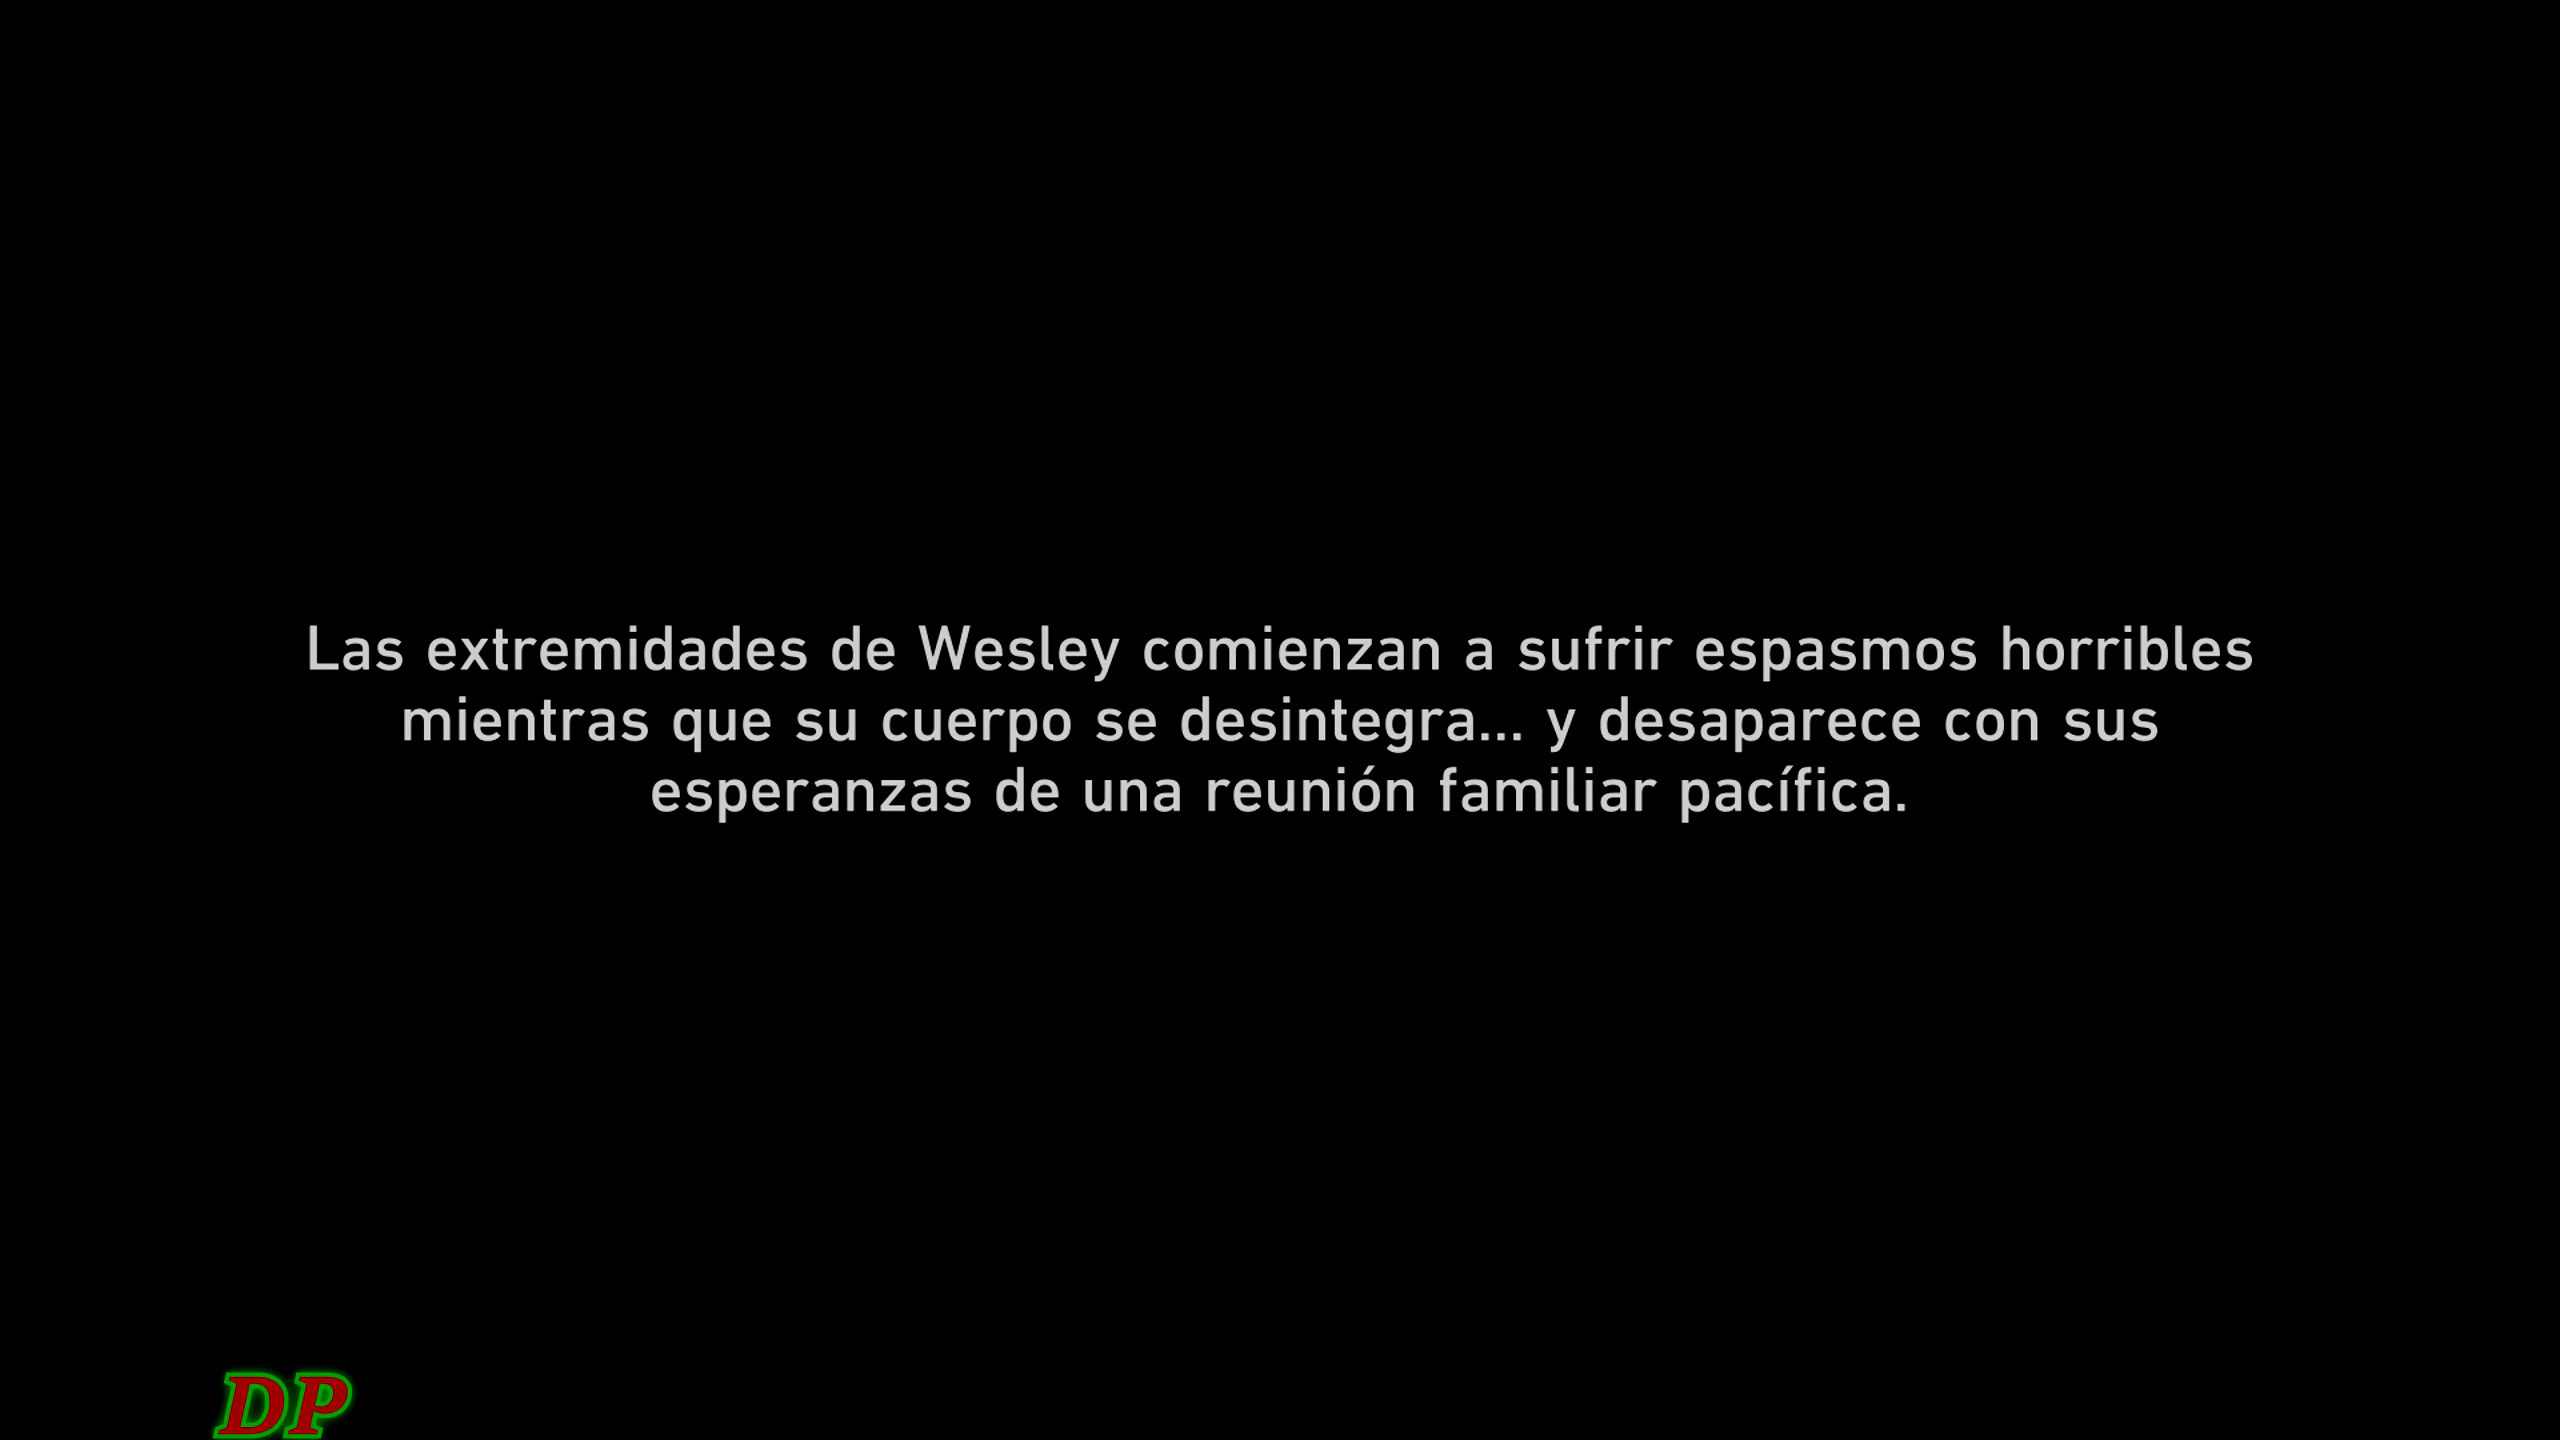 Las extremidades de Wesley comienzan a sufrir espasmos horribles
mientras que su cuerpo se desintegra... y desaparece con sus
esperanzas de una reunión familiar pacífica.
DP